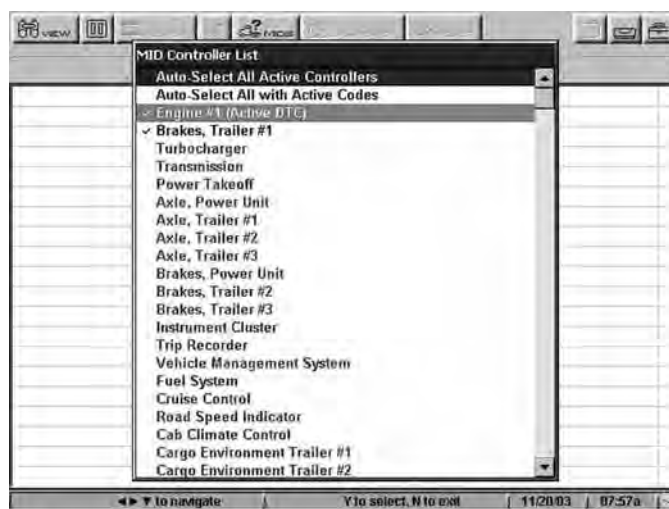 VIEW
MIDS
MID Controller List
Auto-Select All Active Controllers
Auto-Select All with Active Codes
✓ Engine #1 (Active DTC)
✓ Brakes, Trailer #1
Turbocharger
Transmission
Power Takeoff
Axle, Power Unit
Axle, Trailer #1
Axle, Trailer #2
Axle, Trailer #3
Brakes, Power Unit
Brakes, Trailer #2
Brakes, Trailer #3
Instrument Cluster
Trip Recorder
Vehicle Management System
Fuel System
Cruise Control
Road Speed Indicator
Cab Climate Control
Cargo Environment Trailer #1
Cargo Environment Trailer #2
◄► ▼ to navigate Y to select, N to exit 11/20/03 07:57a